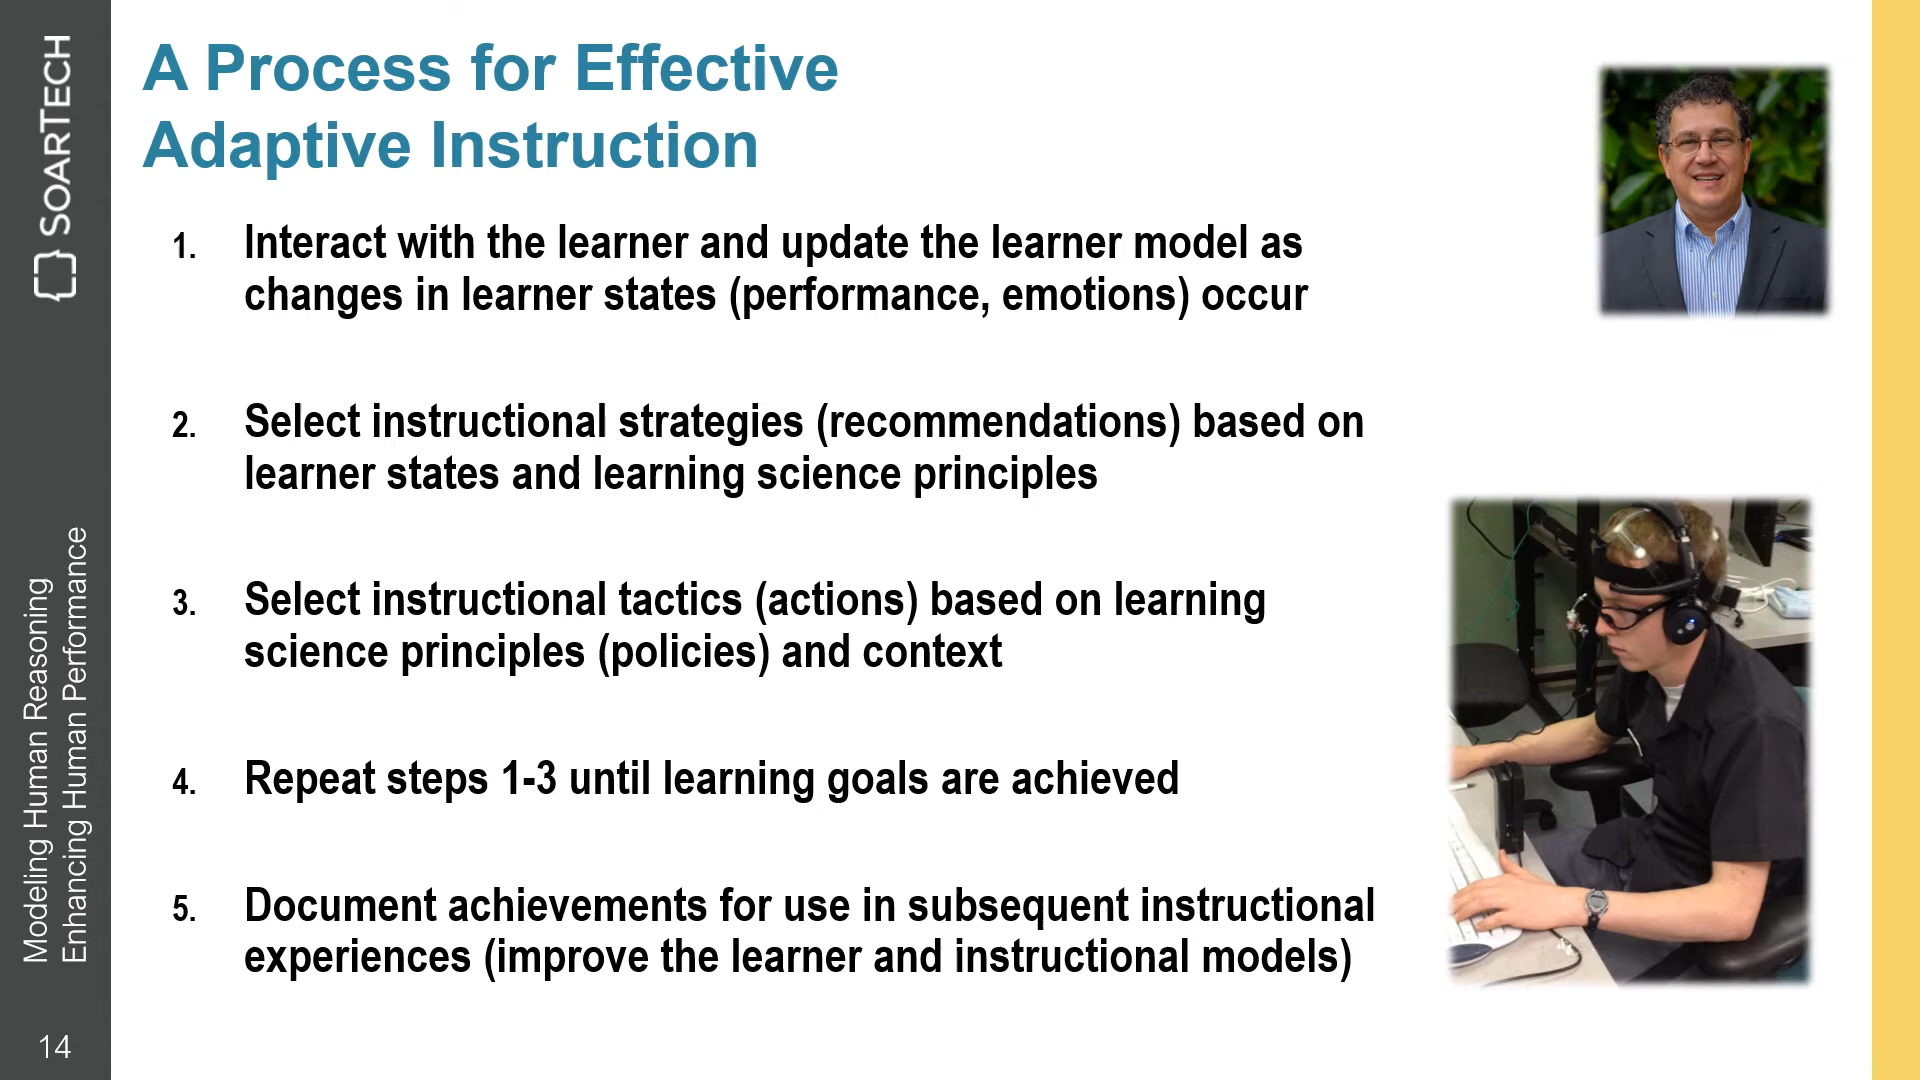 A Process for Effective
Adaptive Instruction
1. Interact with the learner and update the learner model as
changes in learner states (performance, emotions) occur
2. Select instructional strategies (recommendations) based on
learner states and learning science principles
3. Select instructional tactics (actions) based on learning
science principles (policies) and context
4. Repeat steps 1-3 until learning goals are achieved
5. Document achievements for use in subsequent instructional
experiences (improve the learner and instructional models)
SOARTECH
Modeling Human Reasoning
Enhancing Human Performance
14